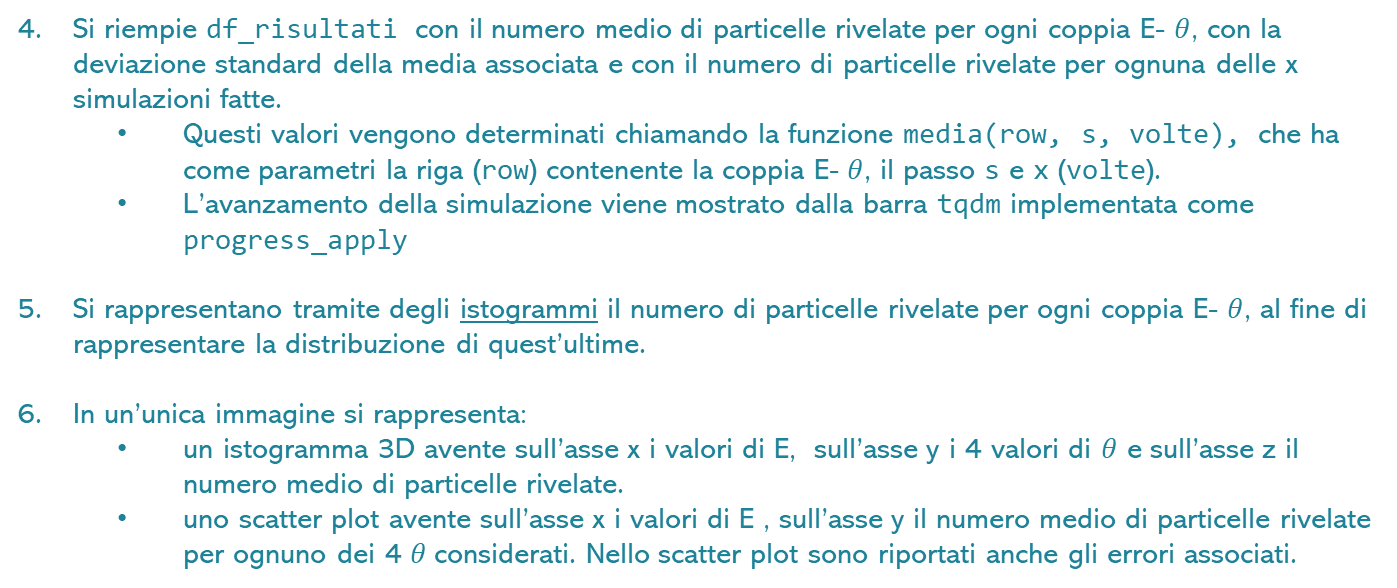 4. Si riempie df_risultati con il numero medio di particelle rivelate per ogni coppia E- θ, con la
deviazione standard della media associata e con il numero di particelle rivelate per ognuna delle x
simulazioni fatte.
• Questi valori vengono determinati chiamando la funzione media(row, s, volte), che ha
come parametri la riga (row) contenente la coppia E- θ, il passo s e x (volte).
• L'avanzamento della simulazione viene mostrato dalla barra tqdm implementata come
progress_apply
5. Si rappresentano tramite degli istogrammi il numero di particelle rivelate per ogni coppia E- θ, al fine di
rappresentare la distribuzione di quest'ultime.
6. In un'unica immagine si rappresenta:
• un istogramma 3D avente sull'asse x i valori di E, sull'asse y i 4 valori di θ e sull'asse z il
numero medio di particelle rivelate.
• uno scatter plot avente sull'asse x i valori di E , sull'asse y il numero medio di particelle rivelate
per ognuno dei 4 θ considerati. Nello scatter plot sono riportati anche gli errori associati.